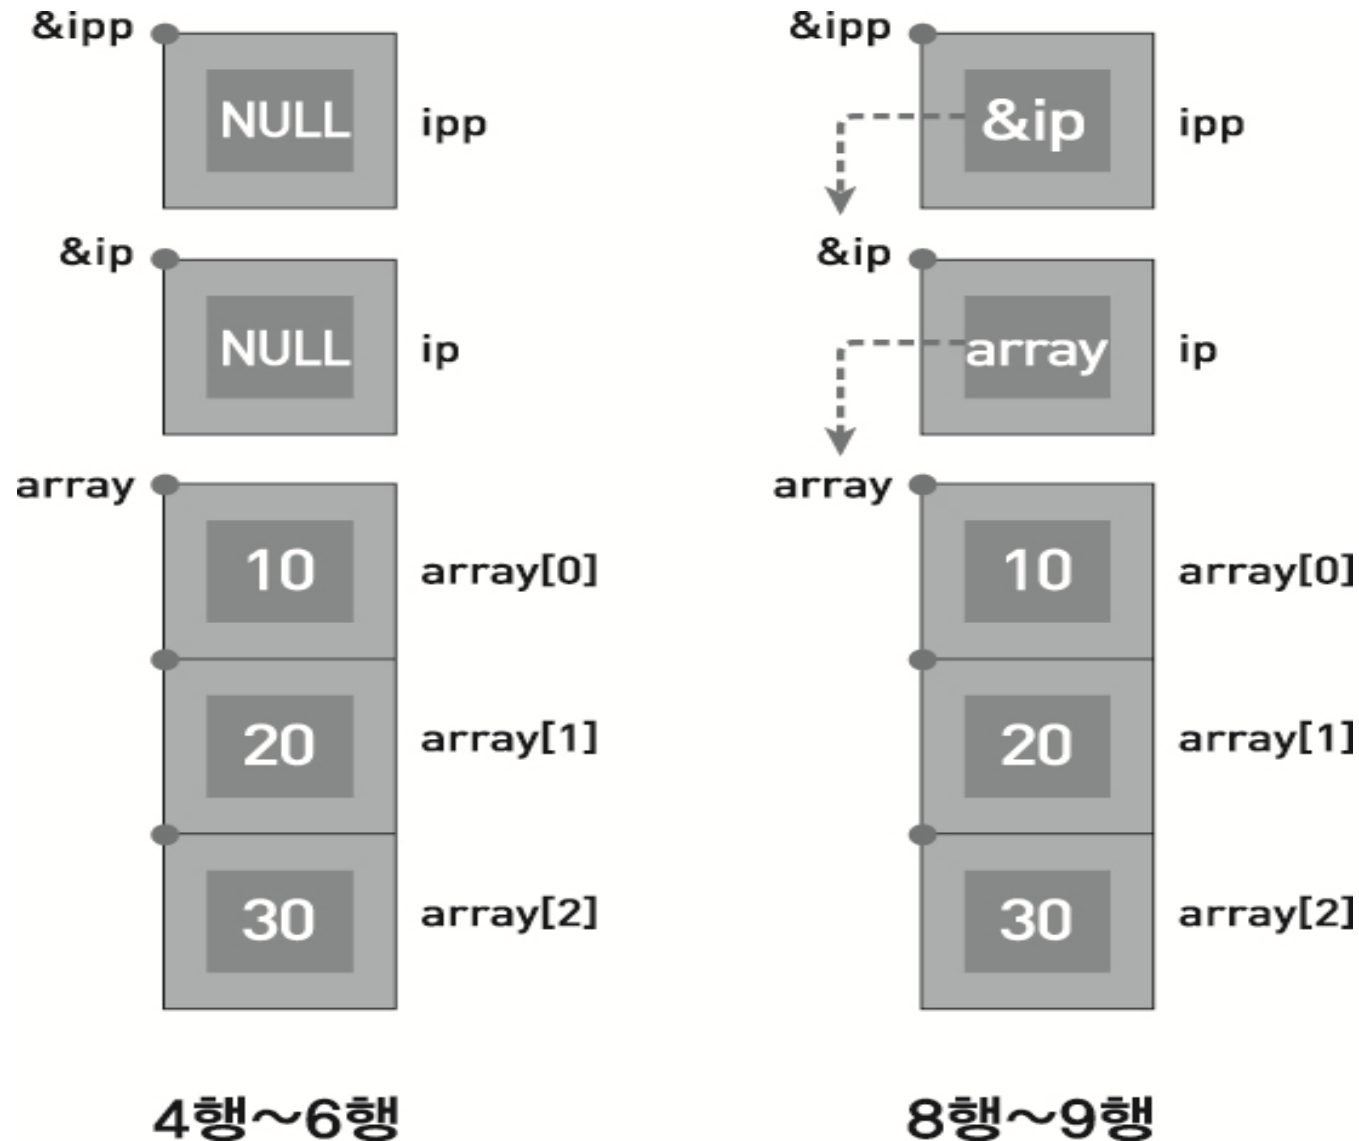 &ipp
NULL
ipp
&ip
NULL
ip
array
10
array[0]
20
array[1]
30
array[2]
4행~6행
&ipp
&ip
ipp
&ip
array
ip
array
10
array[0]
20
array[1]
30
array[2]
8행~9행